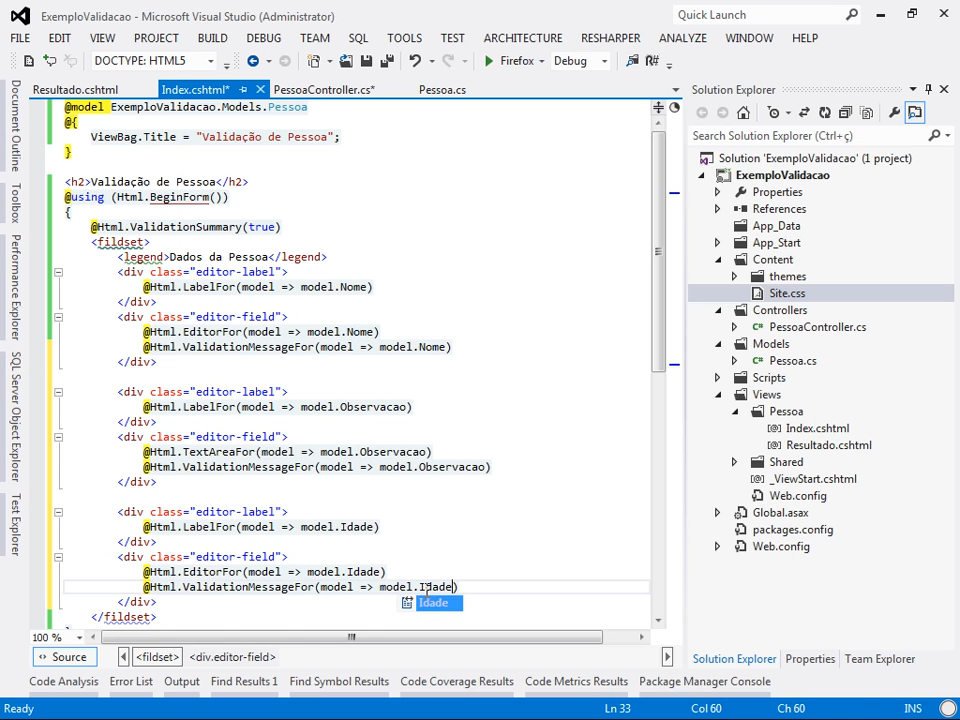 ExemploValidacao - Microsoft Visual Studio (Administrator)
Quick Launch
FILE EDIT VIEW PROJECT BUILD DEBUG TEAM SQL TOOLS TEST ARCHITECTURE RESHARPER ANALYZE WINDOW HELP
DOCTYPE: HTML5 Firefox Debug R#
Resultado.cshtml Index.cshtml* PessoaController.cs* Pessoa.cs
Document Outline
Toolbox
Performance Explorer
SQL Server Object Explorer
Test Explorer
@model ExemploValidacao.Models.Pessoa
@{
ViewBag.Title = "Validação de Pessoa";
}
<h2>Validação de Pessoa</h2>
@using (Html.BeginForm())
{
@Html.ValidationSummary(true)
<fildset>
<legend>Dados da Pessoa</legend>
<div class="editor-label">
@Html.LabelFor(model => model.Nome)
</div>
<div class="editor-field">
@Html.EditorFor(model => model.Nome)
@Html.ValidationMessageFor(model => model.Nome)
</div>
<div class="editor-label">
@Html.LabelFor(model => model.Observacao)
</div>
<div class="editor-field">
@Html.TextAreaFor(model => model.Observacao)
@Html.ValidationMessageFor(model => model.Observacao)
</div>
<div class="editor-label">
@Html.LabelFor(model => model.Idade)
</div>
<div class="editor-field">
@Html.EditorFor(model => model.Idade)
@Html.ValidationMessageFor(model => model.Idade)
Idade
</div>
</fildset>
100 %
Source <fildset> <div.editor-field>
Solution Explorer
Search Solution Explorer (Ctrl+ç)
Solution 'ExemploValidacao' (1 project)
ExemploValidacao
Properties
References
App_Data
App_Start
Content
themes
Site.css
Controllers
PessoaController.cs
Models
Pessoa.cs
Scripts
Views
Pessoa
Index.cshtml
Resultado.cshtml
Shared
_ViewStart.cshtml
Web.config
Global.asax
packages.config
Web.config
Solution Explorer Properties Team Explorer
Code Analysis Error List Output Find Results 1 Find Symbol Results Code Coverage Results Code Metrics Results Package Manager Console
Ready Ln 33 Col 60 Ch 60 INS